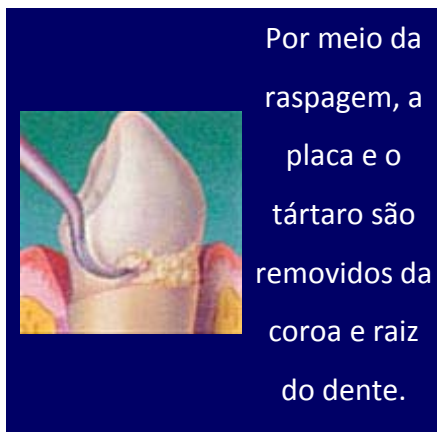 Por meio da
raspagem, a
placa e o
tártaro são
removidos da
coroa e raiz
do dente.